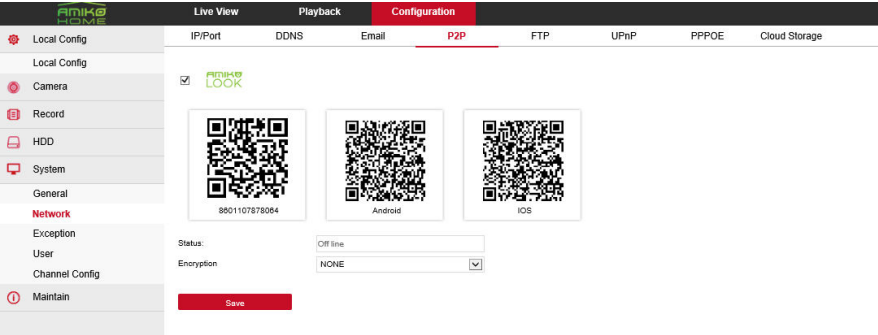 AMIKO
HOME
Live View Playback Configuration
IP/Port DDNS Email P2P FTP UPnP PPPOE Cloud Storage
Local Config
Local Config
Camera
Record
HDD
System
General
Network
Exception
User
Channel Config
Maintain
AMIKO
LOOK
8601107878064 Android IOS
Status: Off line
Encryption NONE
Save